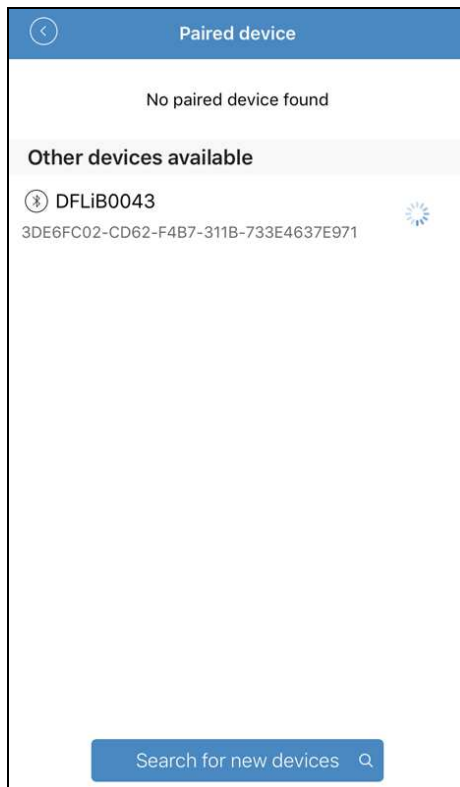 Paired device
No paired device found
Other devices available
DFLiB0043
3DE6FC02-CD62-F4B7-311B-733E4637E971
Search for new devices